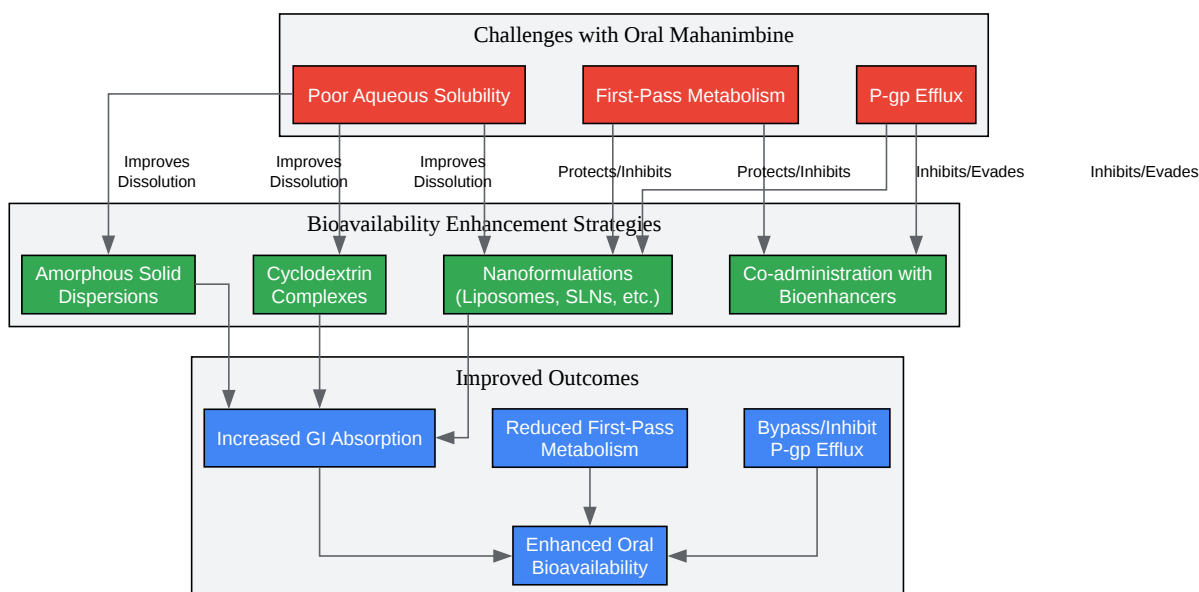 Challenges with Oral Mahanimbine
Poor Aqueous Solubility
First-Pass Metabolism
P-gp Efflux
Improves
Dissolution
Improves
Dissolution
Improves
Dissolution
Protects/Inhibits
Protects/Inhibits
Inhibits/Evades
Inhibits/Evades
Bioavailability Enhancement Strategies
Amorphous Solid
Dispersions
Cyclodextrin
Complexes
Nanoformulations
(Liposomes, SLNs, etc.)
Co-administration with
Bioenhancers
Improved Outcomes
Increased GI Absorption
Reduced First-Pass
Metabolism
Bypass/Inhibit
P-gp Efflux
Enhanced Oral
Bioavailability